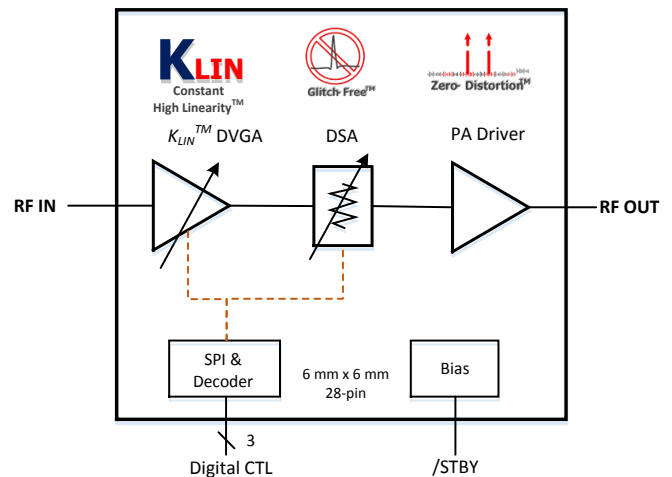 KLIN
Constant
High Linearity™
Glitch-Free™
Zero-Distortion™
KLIN™ DVGA
DSA
PA Driver
RF IN
RF OUT
SPI &
Decoder
6 mm x 6 mm
28-pin
Bias
3
Digital CTL
/STBY